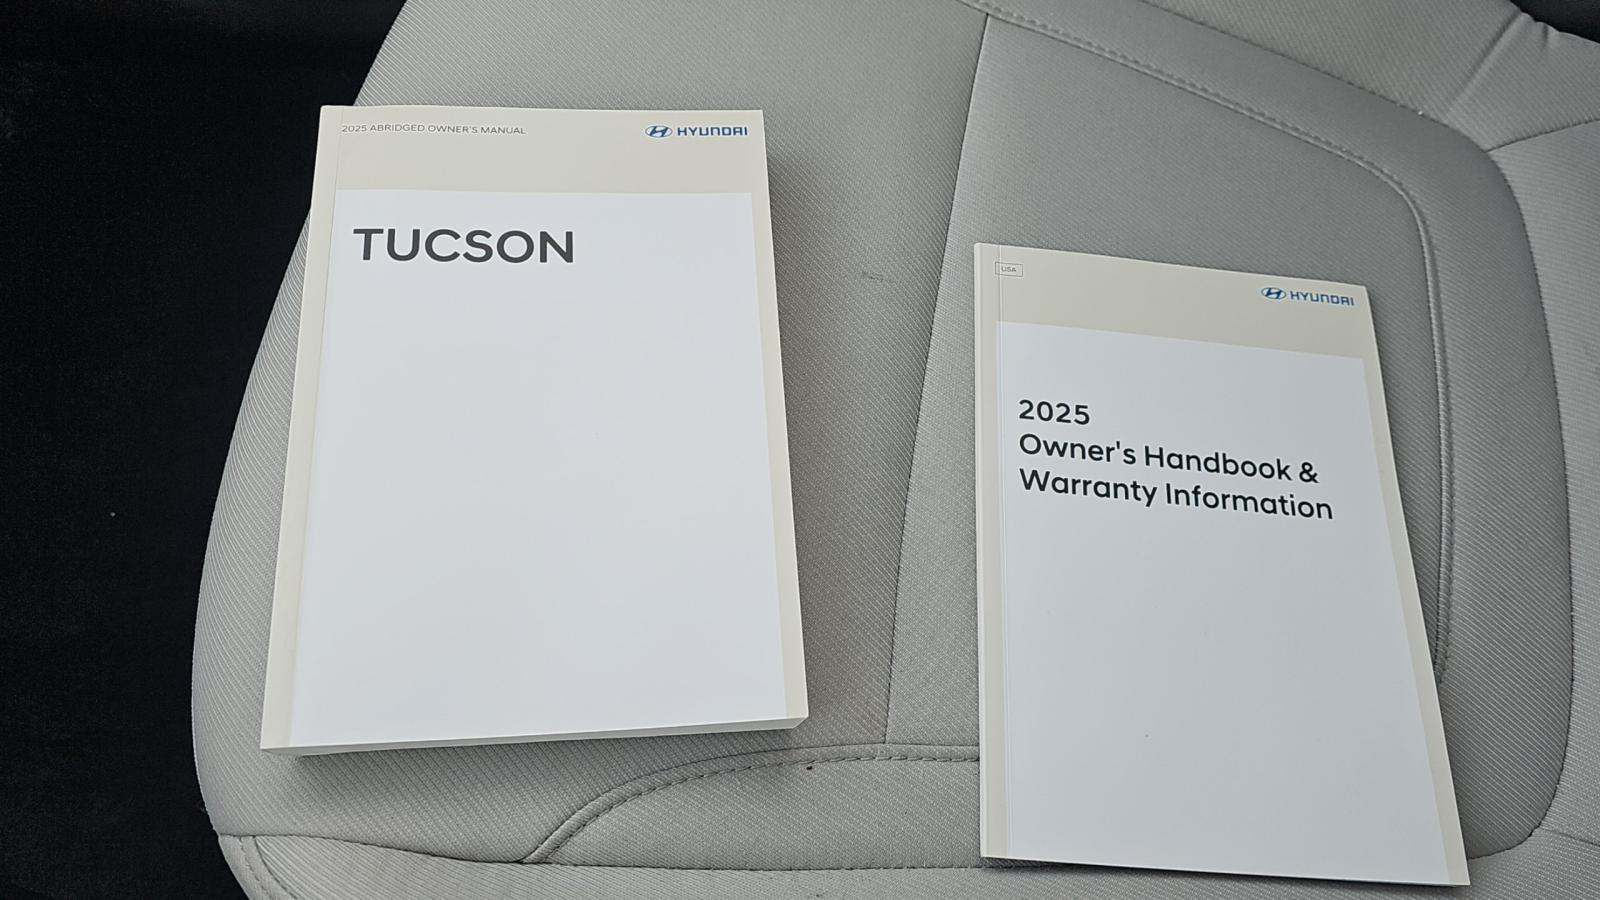 2025 ABRIDGED OWNER'S MANUAL
HYUNDAI
TUCSON
USA
HYUNDAI
2025
Owner's Handbook &
Warranty Information